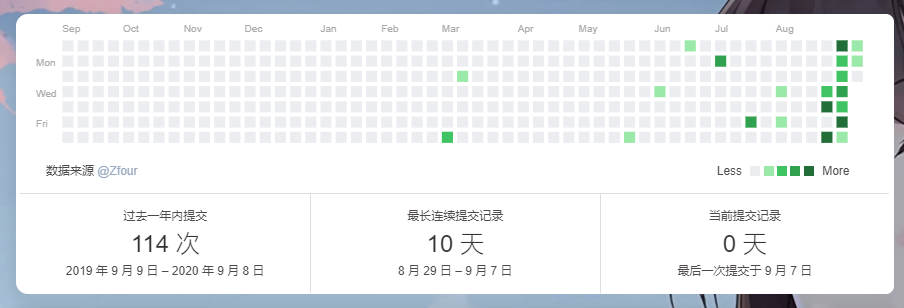 Sep Oct Nov Dec Jan Feb Mar Apr May Jun Jul Aug
Mon
Wed
Fri
数据来源 @Zfour
Less More
过去一年内提交
114 次
2019 年 9 月 9 日 – 2020 年 9 月 8 日
最长连续提交记录
10 天
8 月 29 日 – 9 月 7 日
当前提交记录
0 天
最后一次提交于 9 月 7 日